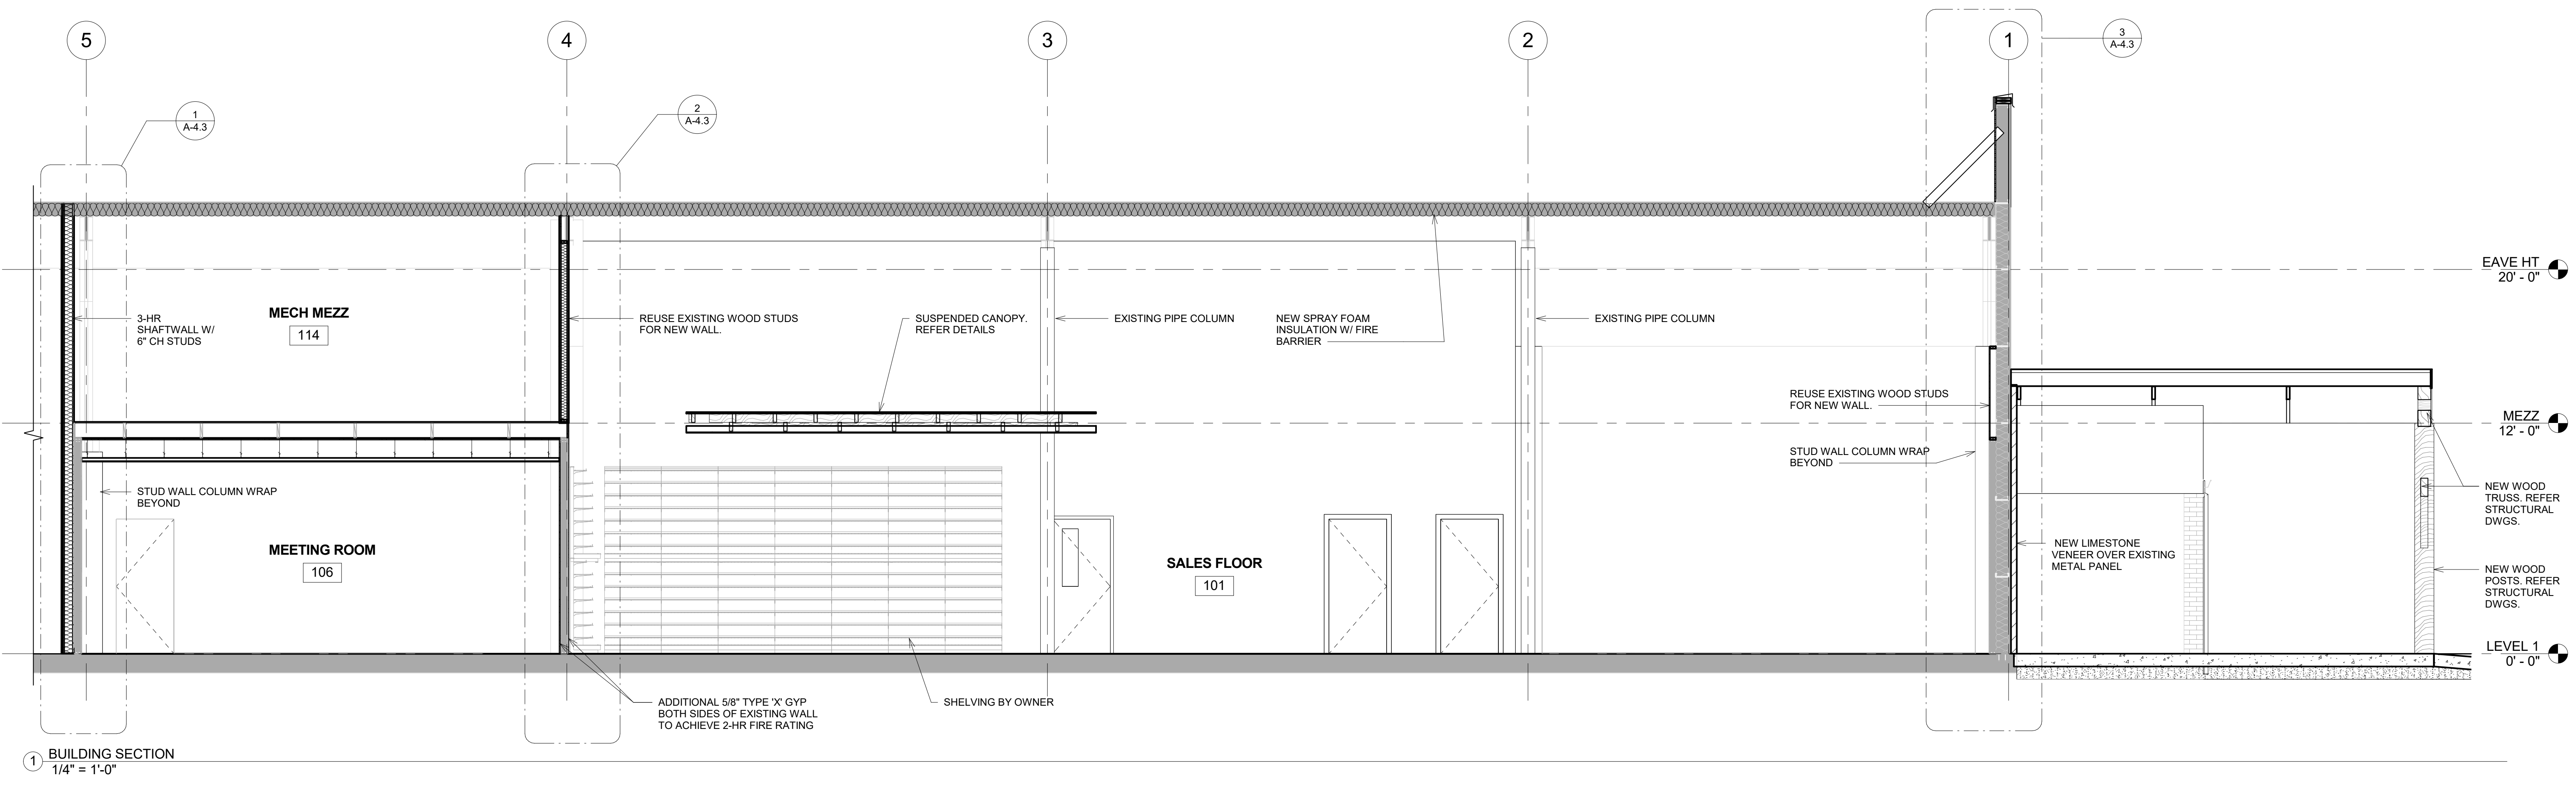 5
4
3
2
1
3
A-4.3
1
A-4.3
2
A-4.3
EAVE HT
20' - 0"
MECH MEZZ
114
3-HR
SHAFTWALL W/
6" CH STUDS
REUSE EXISTING WOOD STUDS
FOR NEW WALL.
SUSPENDED CANOPY.
REFER DETAILS
EXISTING PIPE COLUMN
NEW SPRAY FOAM
INSULATION W/ FIRE
BARRIER
EXISTING PIPE COLUMN
REUSE EXISTING WOOD STUDS
FOR NEW WALL.
MEZZ
12' - 0"
STUD WALL COLUMN WRAP
BEYOND
STUD WALL COLUMN WRAP
BEYOND
NEW WOOD
TRUSS. REFER
STRUCTURAL
DWGS.
MEETING ROOM
106
SALES FLOOR
101
NEW LIMESTONE
VENEER OVER EXISTING
METAL PANEL
NEW WOOD
POSTS. REFER
STRUCTURAL
DWGS.
LEVEL 1
0' - 0"
ADDITIONAL 5/8" TYPE 'X' GYP
BOTH SIDES OF EXISTING WALL
TO ACHIEVE 2-HR FIRE RATING
SHELVING BY OWNER
1
BUILDING SECTION
1/4" = 1'-0"